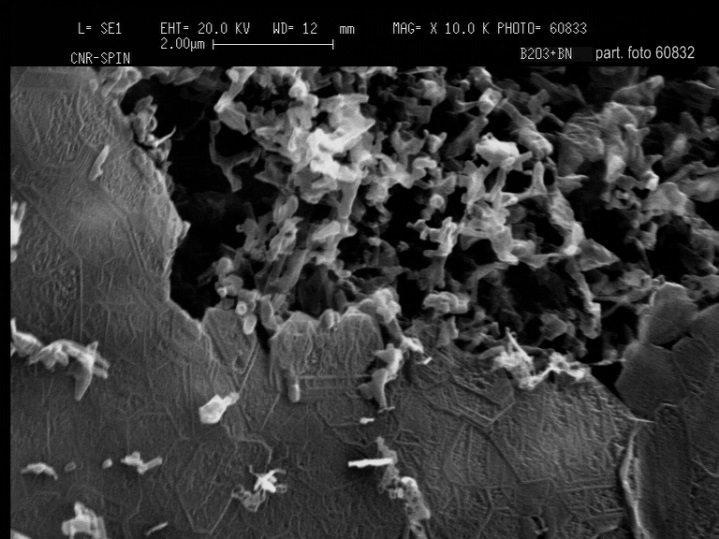 L= SE1 EHT= 20.0 KV WD= 12 mm MAG= X 10.0 K PHOTO= 60833
2.00µm
CNR-SPIN B2O3+BN part. foto 60832